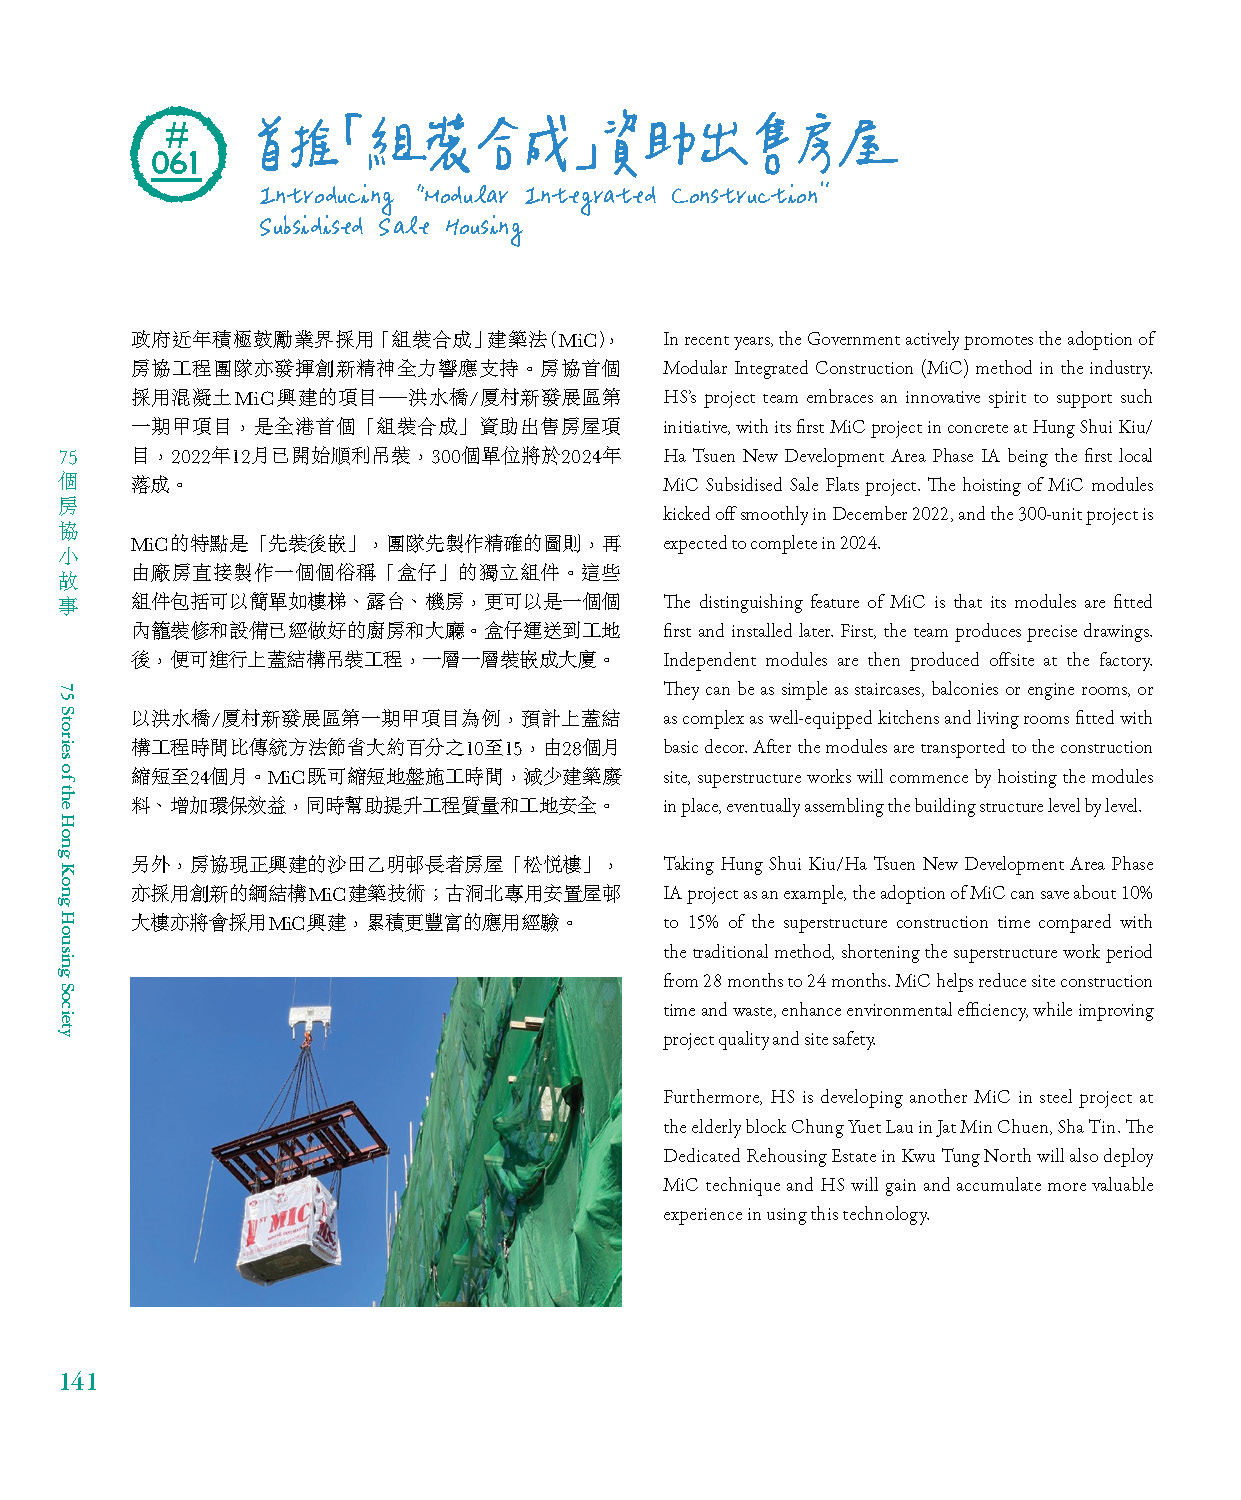 #
061
首推「組裝合成」資助出售房屋
Introducing "Modular Integrated Construction"
Subsidised Sale Housing
政府近年積極鼓勵業界採用「組裝合成」建築法（MiC），
房協工程團隊亦發揮創新精神全力響應支持。房協首個
採用混凝土MiC興建的項目──洪水橋/厦村新發展區第
一期甲項目，是全港首個「組裝合成」資助出售房屋項
目，2022年12月已開始順利吊裝，300個單位將於2024年
落成。
MiC的特點是「先裝後嵌」，團隊先製作精確的圖則，再
由廠房直接製作一個個俗稱「盒仔」的獨立組件。這些
組件包括可以簡單如樓梯、露台、機房，更可以是一個個
內籠裝修和設備已經做好的廚房和大廳。盒仔運送到工地
後，便可進行上蓋結構吊裝工程，一層一層裝嵌成大廈。
以洪水橋/厦村新發展區第一期甲項目為例，預計上蓋結
構工程時間比傳統方法節省大約百分之10至15，由28個月
縮短至24個月。MiC既可縮短地盤施工時間，減少建築廢
料、增加環保效益，同時幫助提升工程質量和工地安全。
另外，房協現正興建的沙田乙明邨長者房屋「松悦樓」，
亦採用創新的鋼結構MiC建築技術；古洞北專用安置屋邨
大樓亦將會採用MiC興建，累積更豐富的應用經驗。
In recent years, the Government actively promotes the adoption of
Modular Integrated Construction (MiC) method in the industry.
HS's project team embraces an innovative spirit to support such
initiative, with its first MiC project in concrete at Hung Shui Kiu/
Ha Tsuen New Development Area Phase IA being the first local
MiC Subsidised Sale Flats project. The hoisting of MiC modules
kicked off smoothly in December 2022, and the 300-unit project is
expected to complete in 2024.
The distinguishing feature of MiC is that its modules are fitted
first and installed later. First, the team produces precise drawings.
Independent modules are then produced offsite at the factory.
They can be as simple as staircases, balconies or engine rooms, or
as complex as well-equipped kitchens and living rooms fitted with
basic decor. After the modules are transported to the construction
site, superstructure works will commence by hoisting the modules
in place, eventually assembling the building structure level by level.
Taking Hung Shui Kiu/Ha Tsuen New Development Area Phase
IA project as an example, the adoption of MiC can save about 10%
to 15% of the superstructure construction time compared with
the traditional method, shortening the superstructure work period
from 28 months to 24 months. MiC helps reduce site construction
time and waste, enhance environmental efficiency, while improving
project quality and site safety.
Furthermore, HS is developing another MiC in steel project at
the elderly block Chung Yuet Lau in Jat Min Chuen, Sha Tin. The
Dedicated Rehousing Estate in Kwu Tung North will also deploy
MiC technique and HS will gain and accumulate more valuable
experience in using this technology.
1st MIC
75個房協小故事
75 Stories of the Hong Kong Housing Society
141